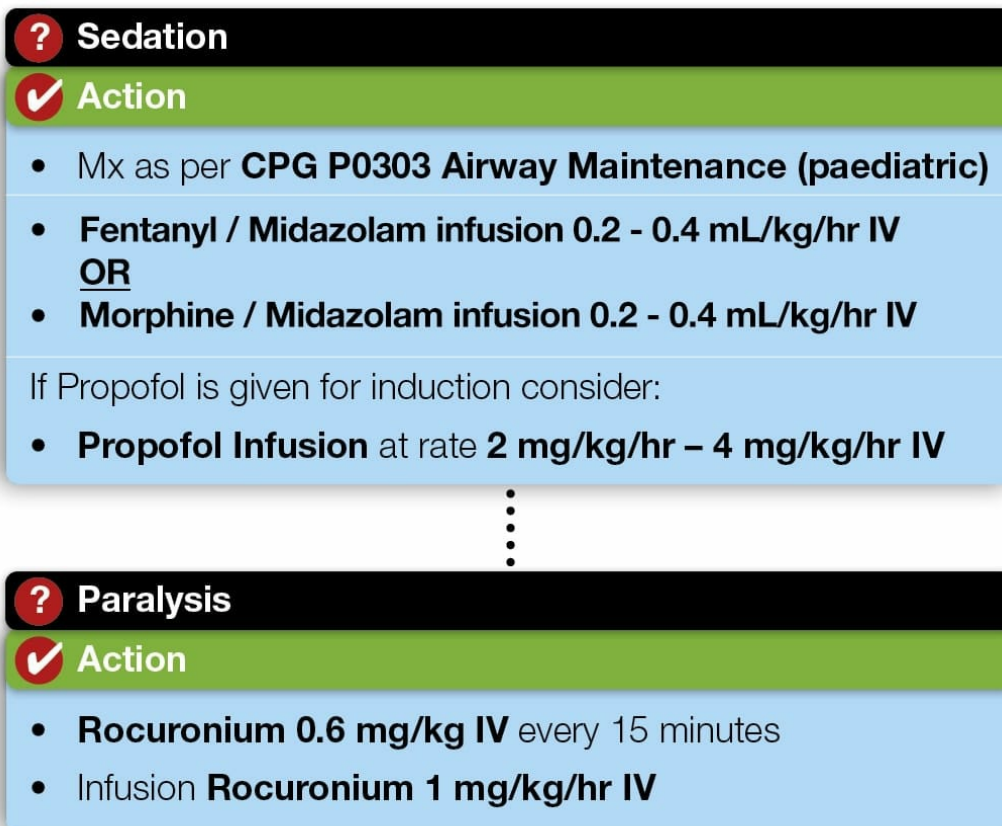 ? Sedation
Action
• Mx as per CPG P0303 Airway Maintenance (paediatric)
• Fentanyl / Midazolam infusion 0.2 - 0.4 mL/kg/hr IV
OR
• Morphine / Midazolam infusion 0.2 - 0.4 mL/kg/hr IV
If Propofol is given for induction consider:
• Propofol Infusion at rate 2 mg/kg/hr – 4 mg/kg/hr IV
? Paralysis
Action
• Rocuronium 0.6 mg/kg IV every 15 minutes
• Infusion Rocuronium 1 mg/kg/hr IV